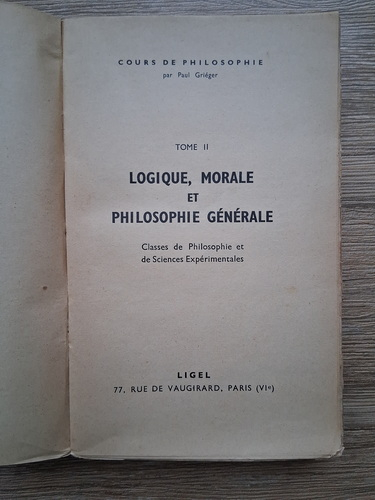 COURS DE PHILOSOPHIE
par Paul Griéger
TOME II
LOGIQUE, MORALE
ET
PHILOSOPHIE GÉNÉRALE
Classes de Philosophie et
de Sciences Expérimentales
LIGEL
77, RUE DE VAUGIRARD, PARIS (VIe)